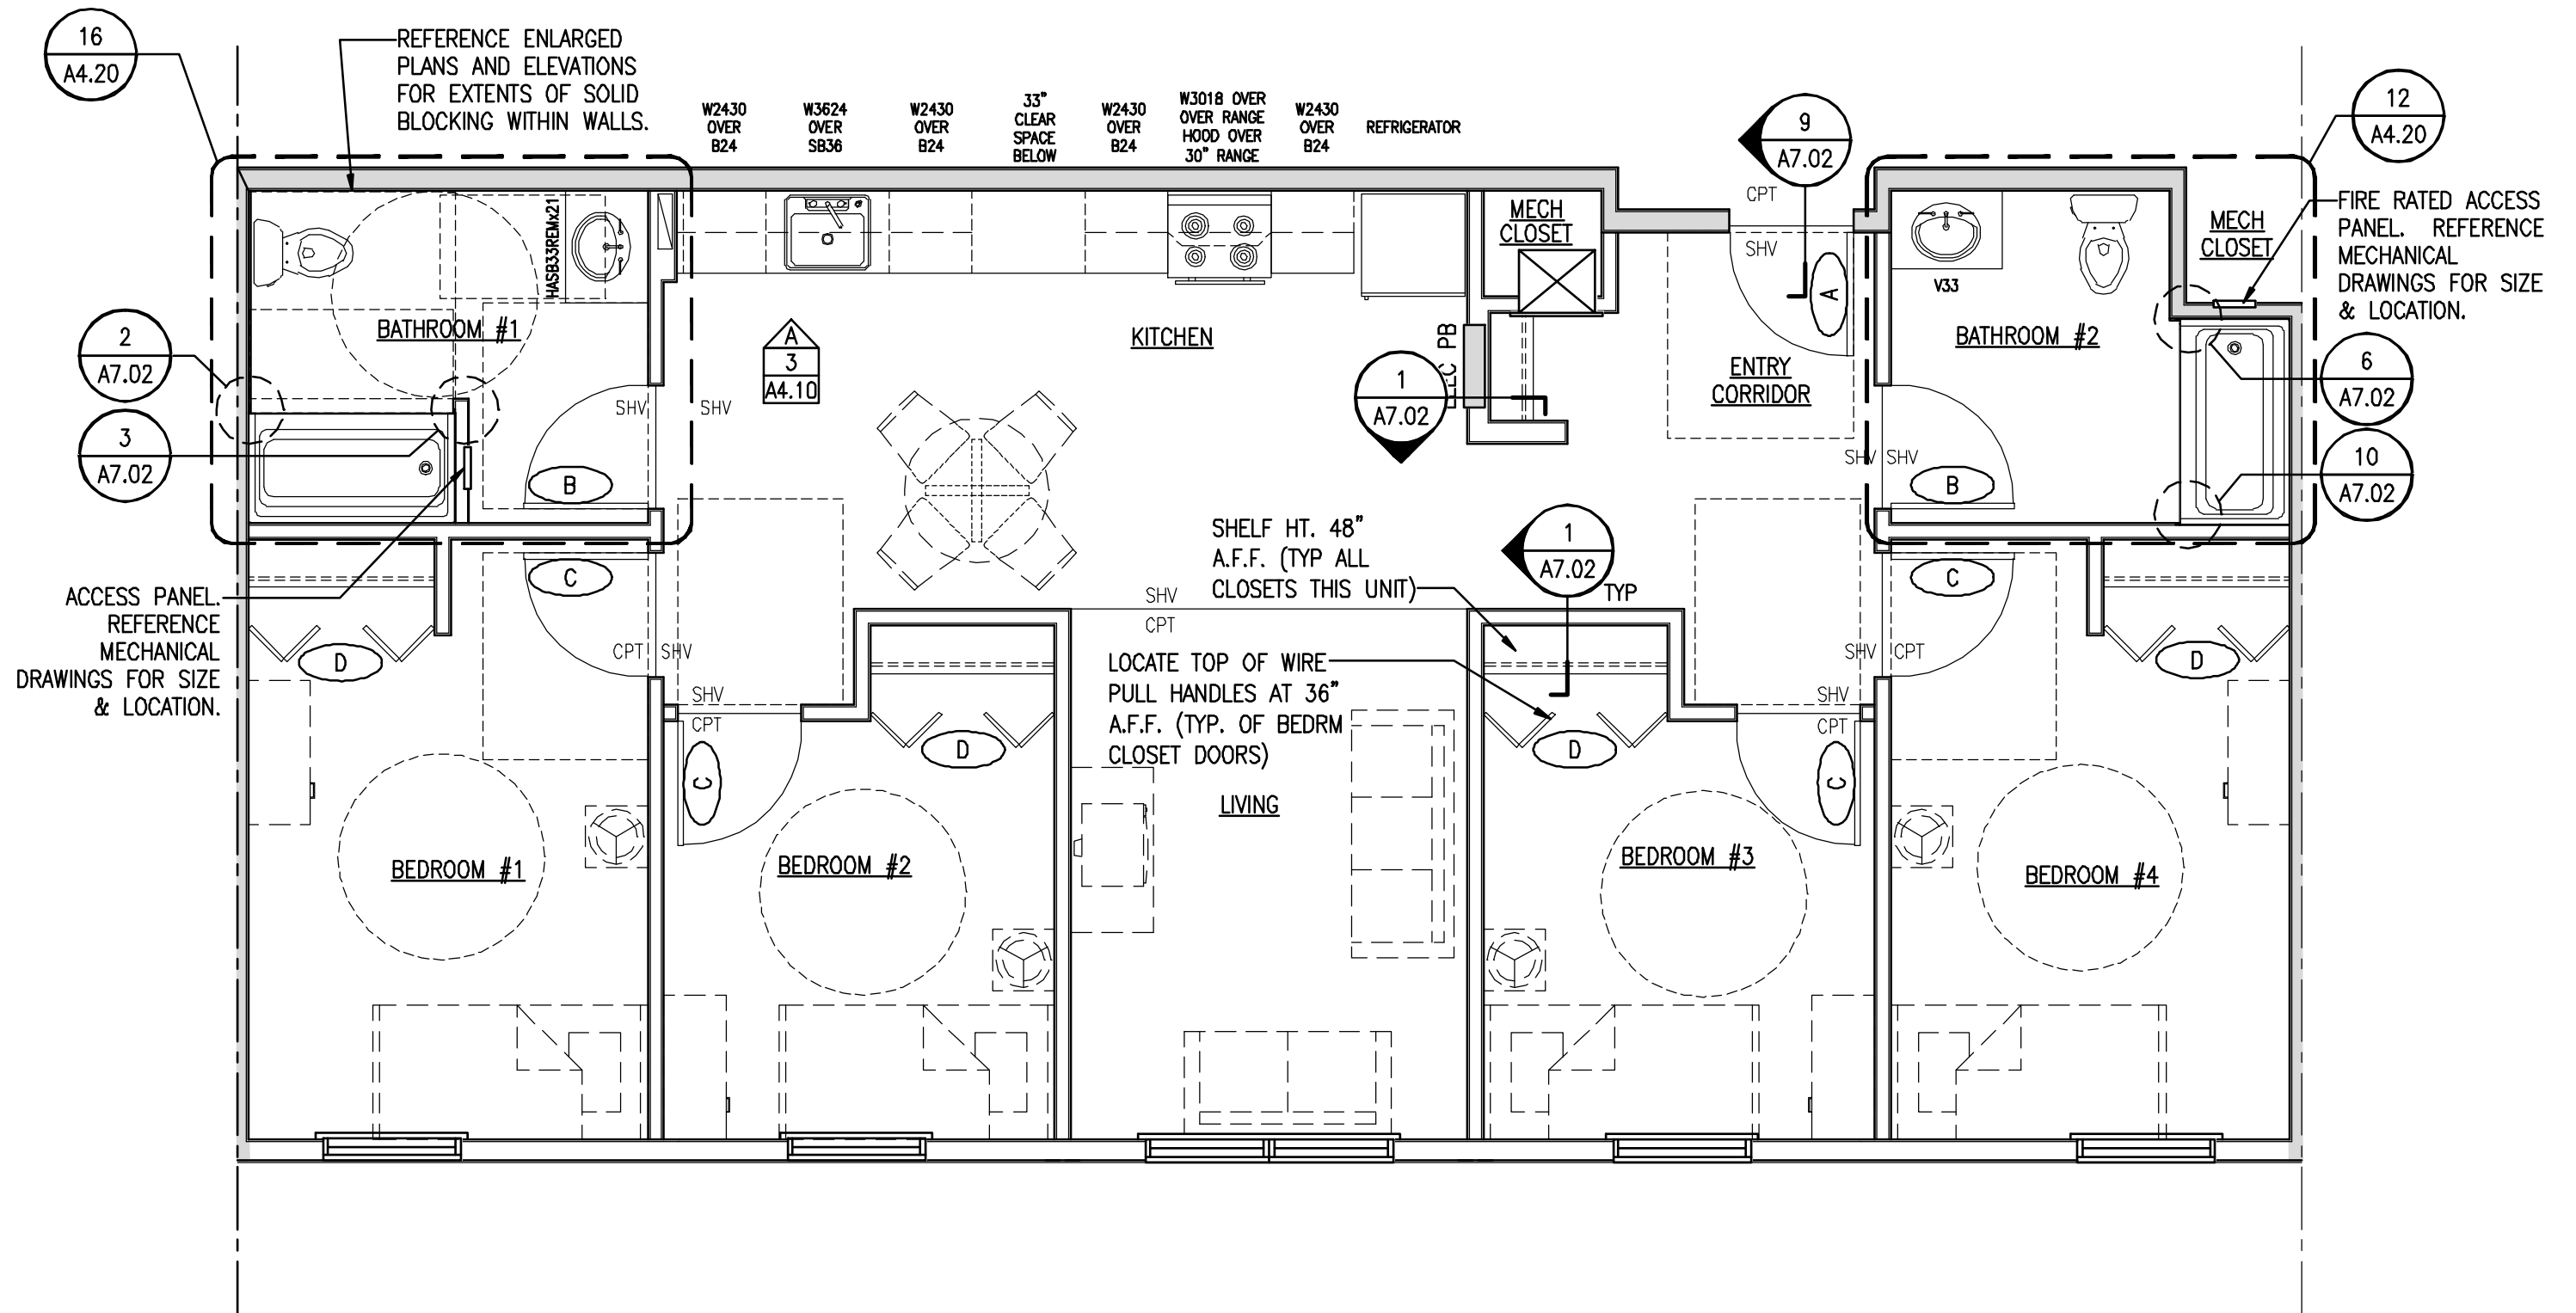 16
A4.20
REFERENCE ENLARGED
PLANS AND ELEVATIONS
FOR EXTENTS OF SOLID
BLOCKING WITHIN WALLS.
W2430
OVER
B24
W3624
OVER
SB36
W2430
OVER
B24
33"
CLEAR
SPACE
BELOW
W2430
OVER
B24
W3018 OVER
OVER RANGE
HOOD OVER
30" RANGE
W2430
OVER
B24
REFRIGERATOR
9
A7.02
12
A4.20
CPT
SHV
MECH
CLOSET
MECH
CLOSET
FIRE RATED ACCESS
PANEL. REFERENCE
MECHANICAL
DRAWINGS FOR SIZE
& LOCATION.
HASB33REMx21
V33
A
BATHROOM #1
KITCHEN
BATHROOM #2
2
A7.02
3
A7.02
A
3
A4.10
PB
1
A7.02
ENTRY
CORRIDOR
6
A7.02
10
A7.02
SHV
SHV
SHV
SHV
B
B
SHELF HT. 48"
A.F.F. (TYP ALL
CLOSETS THIS UNIT)
1
A7.02
TYP
C
C
ACCESS PANEL.
REFERENCE
MECHANICAL
DRAWINGS FOR SIZE
& LOCATION.
SHV
CPT
CPT
SHV
SHV
CPT
D
D
LOCATE TOP OF WIRE
PULL HANDLES AT 36"
A.F.F. (TYP. OF BEDRM
CLOSET DOORS)
SHV
CPT
SHV
CPT
C
D
D
C
LIVING
BEDROOM #1
BEDROOM #2
BEDROOM #3
BEDROOM #4